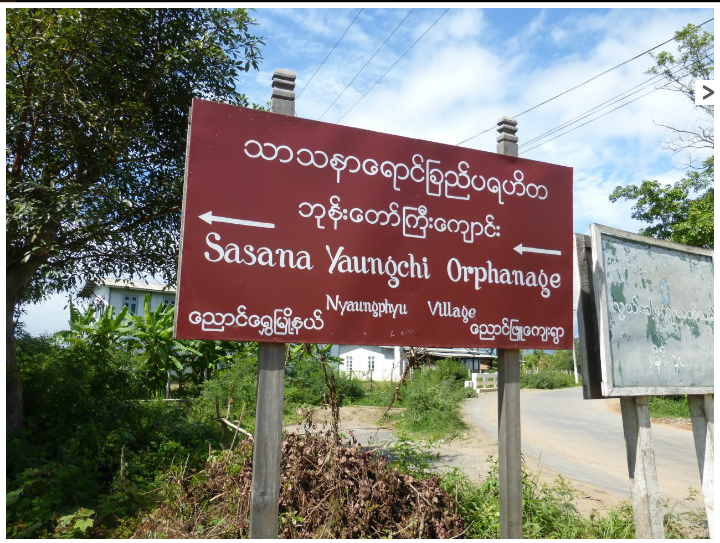 သာသနာရောင်ခြည်ပရဟိတ
ဘုန်းတော်ကြီးကျောင်း
Sasana Yaungchi Orphanage
Nyaungphyu Village
ညောင်ရွှေမြို့နယ်
ညောင်ဖြူကျေးရွာ